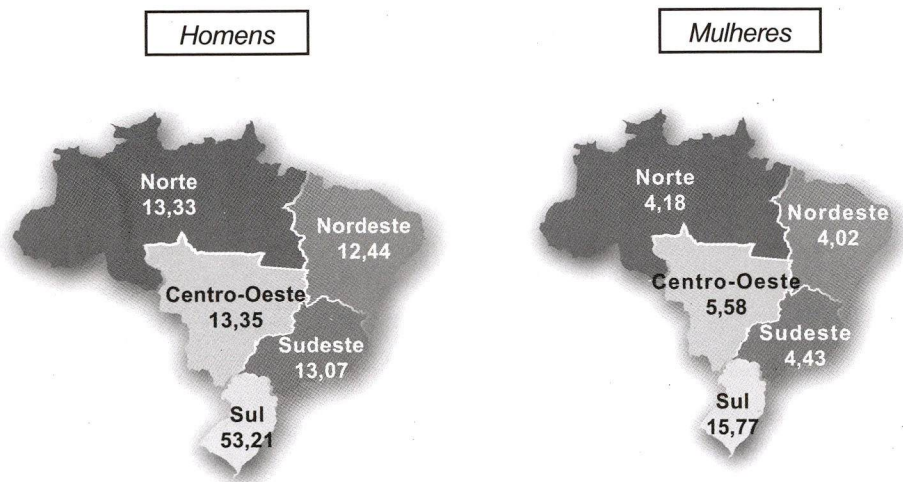 Homens
Norte
13,33
Nordeste
12,44
Centro-Oeste
13,35
Sudeste
13,07
Sul
53,21
Mulheres
Norte
4,18
Nordeste
4,02
Centro-Oeste
5,58
Sudeste
4,43
Sul
15,77